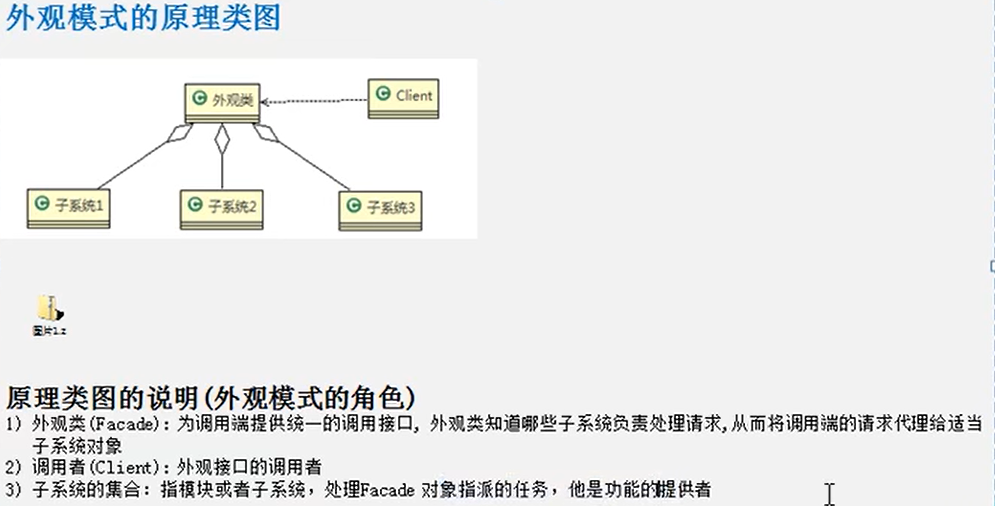 外观模式的原理类图
外观类
Client
子系统1
子系统2
子系统3
图片1.z
原理类图的说明(外观模式的角色)
1) 外观类(Facade): 为调用端提供统一的调用接口, 外观类知道哪些子系统负责处理请求,从而将调用端的请求代理给适当
子系统对象
2) 调用者(Client): 外观接口的调用者
3) 子系统的集合: 指模块或者子系统，处理Facade 对象指派的任务，他是功能的提供者